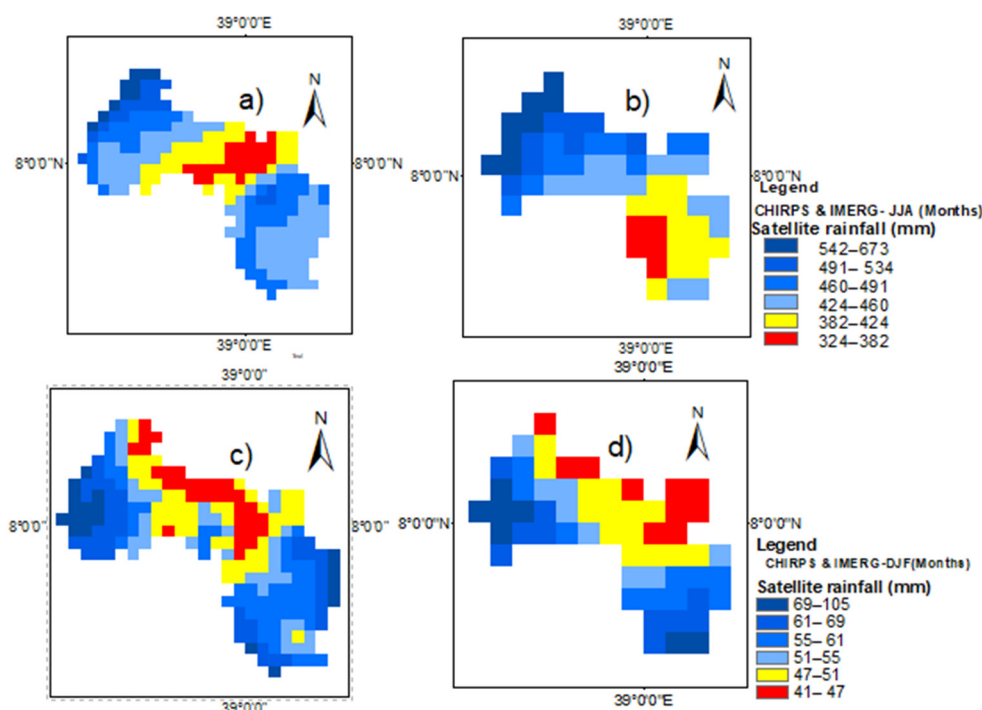 39°0'0"E
39°0'0"E
N
N
a)
b)
8°0'0"N
8°0'0"N
8°0'0"N
Legend
CHIRPS & IMERG- JJA (Months)
Satellite rainfall (mm)
542–673
491– 534
460–491
424–460
382–424
324–382
39°0'0"E
39°0'0"E
39°0'0"
39°0'0"E
N
N
c)
d)
8°0'0"
8°0'0"
8°0'0"N
8°0'0"N
Legend
CHIRPS & IMERG-DJF(Months)
Satellite rainfall (mm)
69–105
61– 69
55– 61
51–55
47–51
41– 47
39°0'0"
39°0'0"E